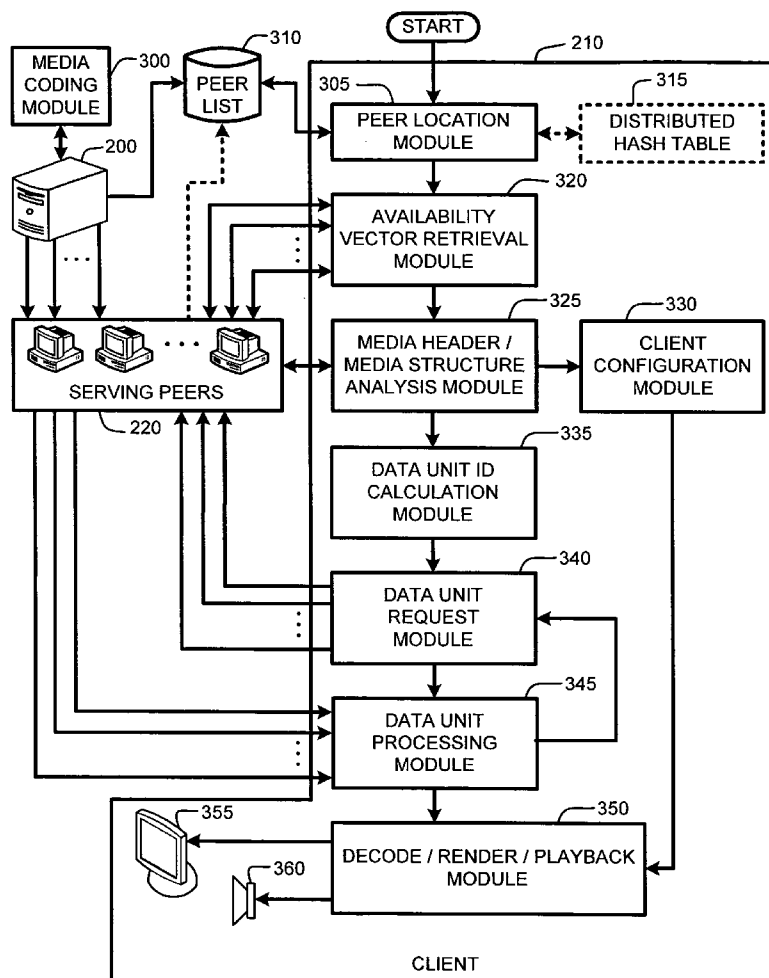 START
310
210
MEDIA
CODING
MODULE
300
PEER
LIST
305
PEER LOCATION
MODULE
315
DISTRIBUTED
HASH TABLE
200
320
AVAILABILITY
VECTOR RETRIEVAL
MODULE
325
MEDIA HEADER /
MEDIA STRUCTURE
ANALYSIS MODULE
330
CLIENT
CONFIGURATION
MODULE
SERVING PEERS
220
335
DATA UNIT ID
CALCULATION
MODULE
340
DATA UNIT
REQUEST
MODULE
345
DATA UNIT
PROCESSING
MODULE
350
DECODE / RENDER / PLAYBACK
MODULE
355
360
CLIENT